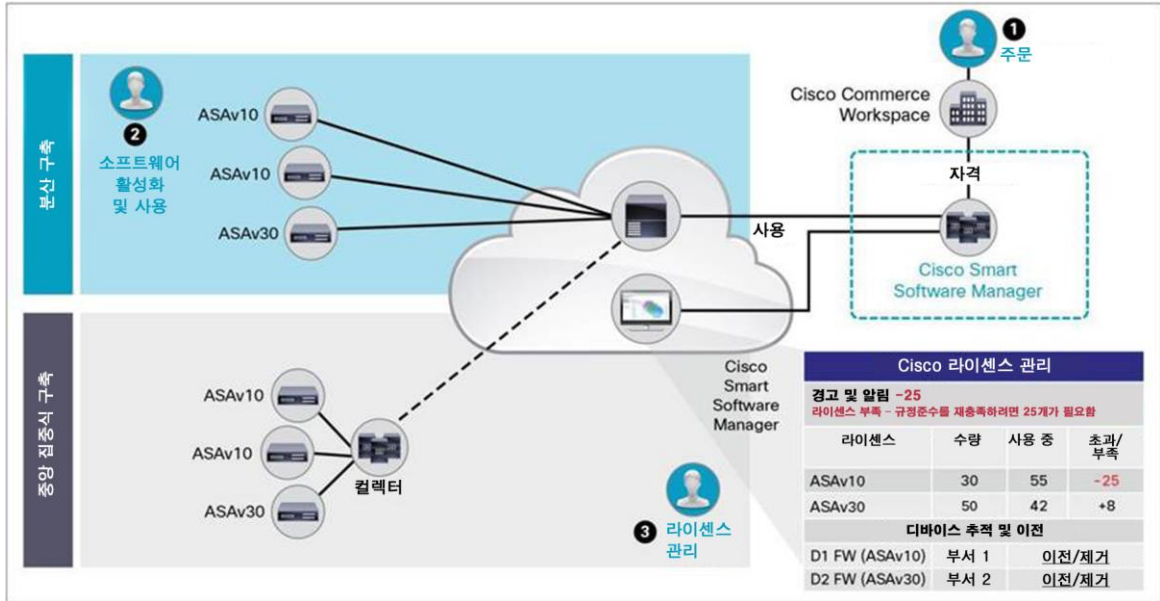 1
주문
Cisco Commerce
Workspace
자격
Cisco Smart
Software Manager
분산 구축
2
소프트웨어
활성화
및 사용
ASAv10
ASAv10
ASAv30
사용
중앙 집중식 구축
ASAv10
ASAv10
ASAv30
컬렉터
Cisco
Smart
Software
Manager
3 라이센스
관리
Cisco 라이센스 관리
경고 및 알림 -25
라이센스 부족 – 규정준수를 재충족하려면 25개가 필요함
라이센스 수량 사용 중 초과/
부족
ASAv10 30 55 -25
ASAv30 50 42 +8
디바이스 추적 및 이전
D1 FW (ASAv10) 부서 1 이전/제거
D2 FW (ASAv30) 부서 2 이전/제거